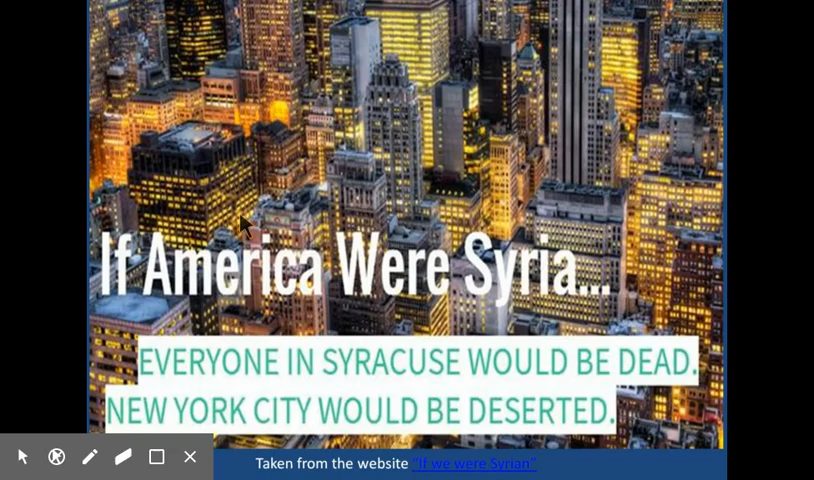 If America Were Syria...
EVERYONE IN SYRACUSE WOULD BE DEAD.
NEW YORK CITY WOULD BE DESERTED.
Taken from the website "If we were Syrian"